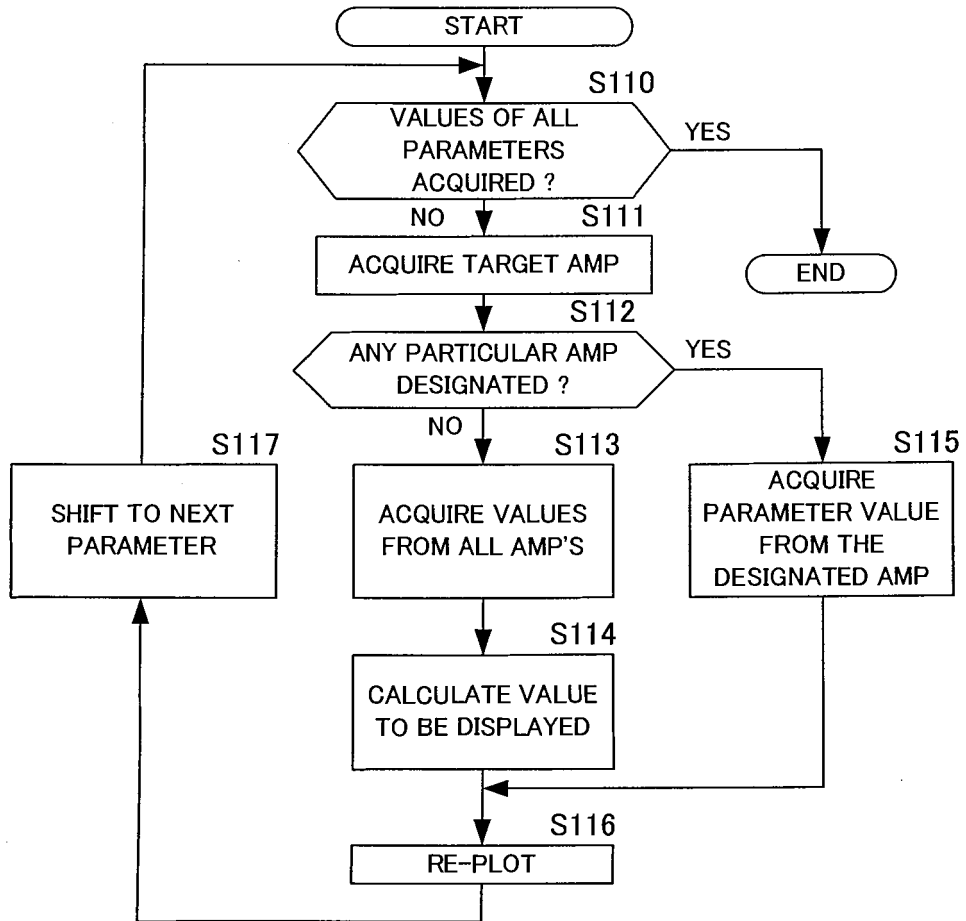 START
S110
VALUES OF ALL
PARAMETERS
ACQUIRED ?
YES
NO
S111
ACQUIRE TARGET AMP
END
S112
ANY PARTICULAR AMP
DESIGNATED ?
YES
NO
S117
SHIFT TO NEXT
PARAMETER
S113
ACQUIRE VALUES
FROM ALL AMP'S
S115
ACQUIRE
PARAMETER VALUE
FROM THE
DESIGNATED AMP
S114
CALCULATE VALUE
TO BE DISPLAYED
S116
RE-PLOT